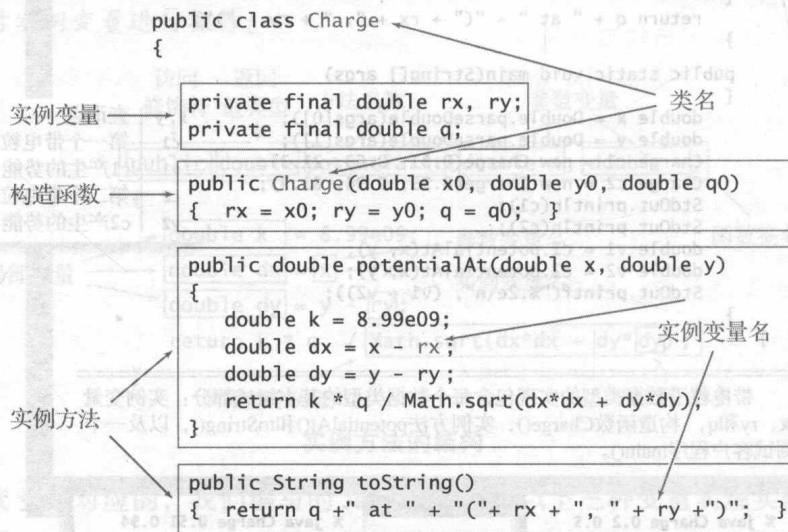 public class Charge
{
类名
实例变量
private final double rx, ry;
private final double q;
构造函数
public Charge(double x0, double y0, double q0)
{ rx = x0; ry = y0; q = q0; }
public double potentialAt(double x, double y)
{
double k = 8.99e09;
实例变量名
double dx = x - rx;
double dy = y - ry;
return k * q / Math.sqrt(dx*dx - dy*dy);
}
实例方法
public String toString()
{ return q +" at " + "("+ rx + ", " + ry +")"; }